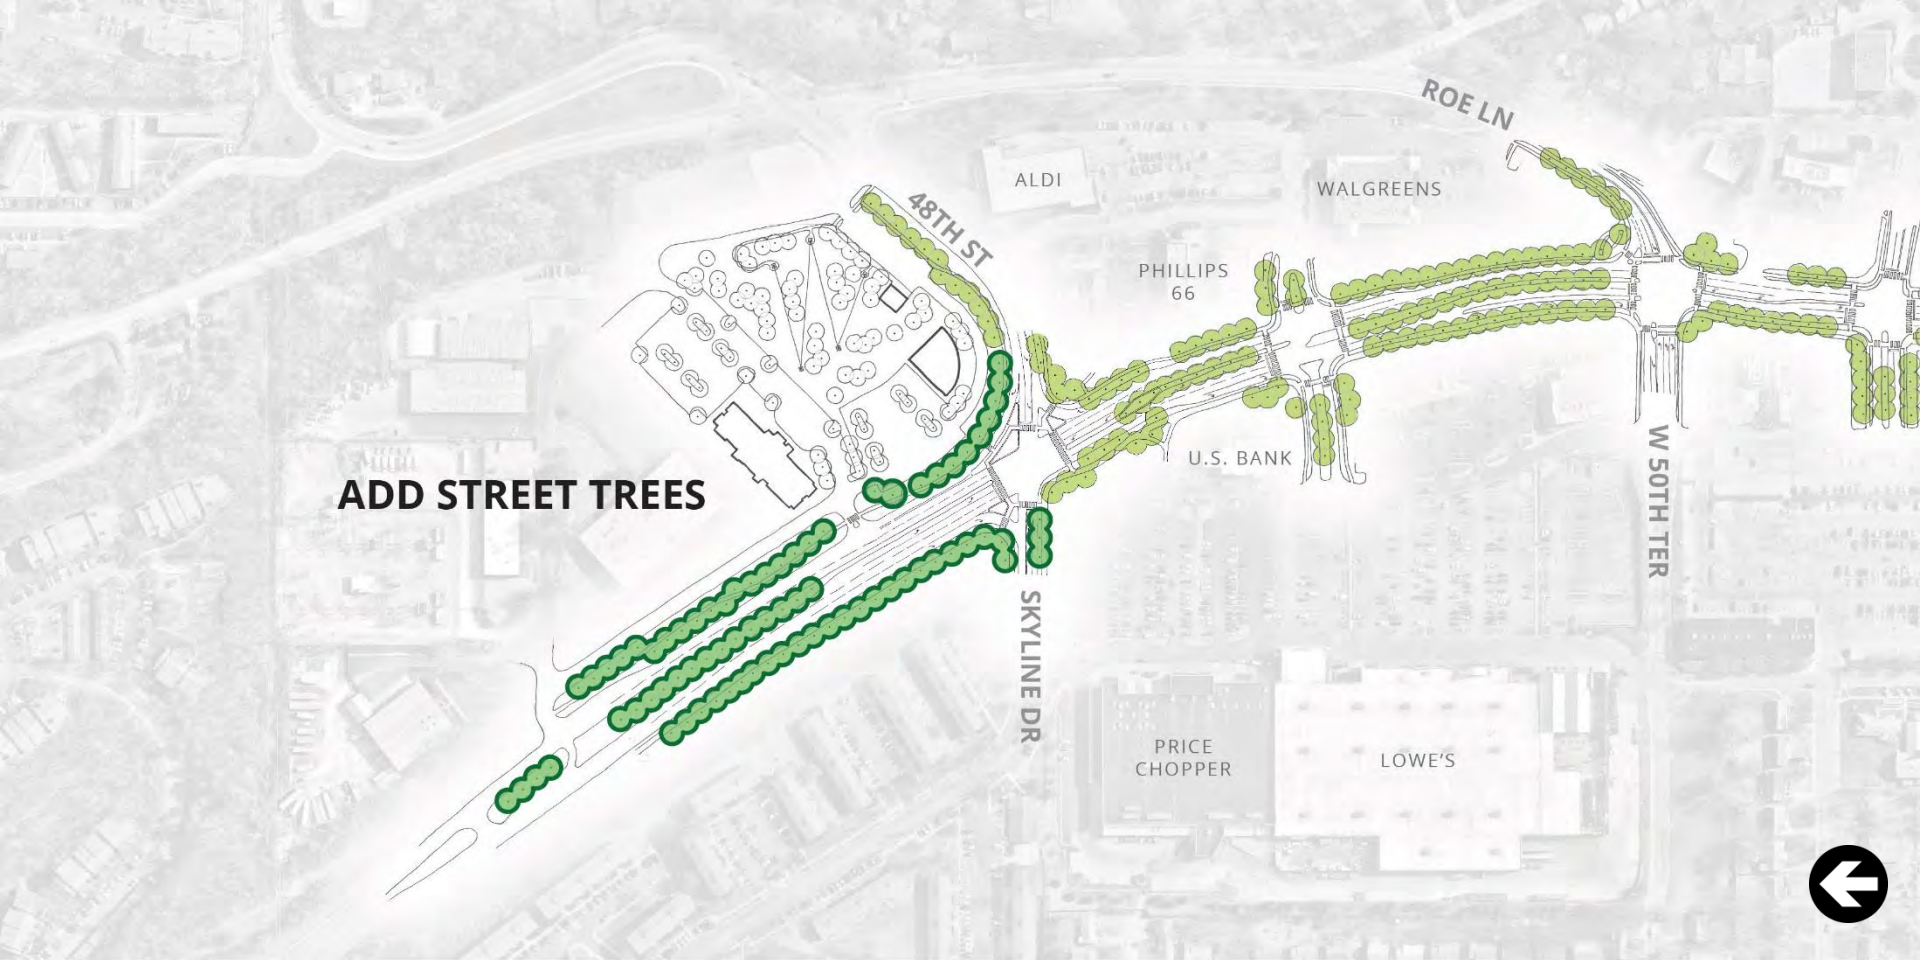 ROE LN
ALDI
WALGREENS
48TH ST
PHILLIPS
66
U.S. BANK
ADD STREET TREES
W 50TH TER
SKYLINE DR
PRICE
CHOPPER
LOWE'S